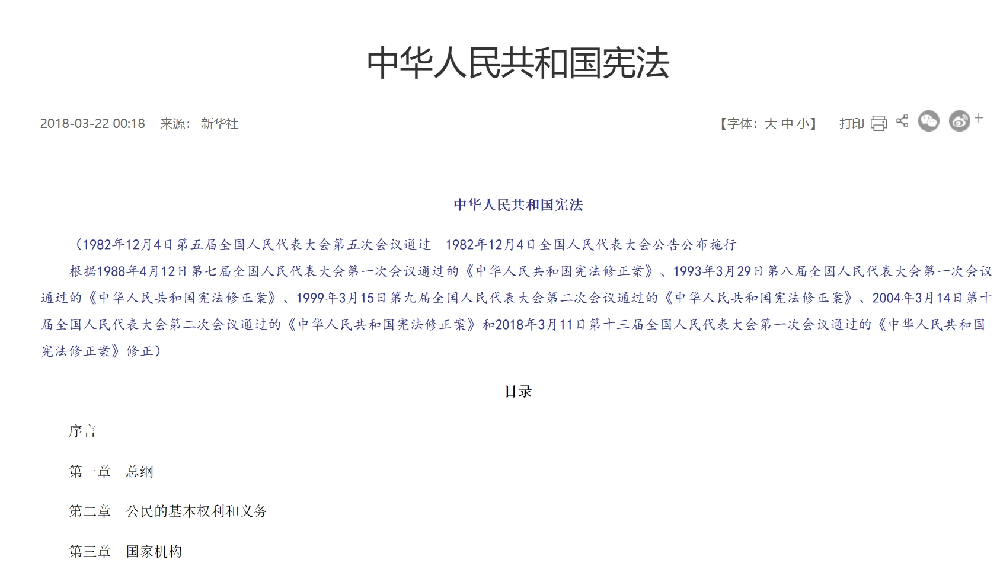 中华人民共和国宪法
2018-03-22 00:18 来源： 新华社 【字体：大 中 小】 打印
中华人民共和国宪法
（1982年12月4日第五届全国人民代表大会第五次会议通过　1982年12月4日全国人民代表大会公告公布施行
根据1988年4月12日第七届全国人民代表大会第一次会议通过的《中华人民共和国宪法修正案》、1993年3月29日第八届全国人民代表大会第一次会议
通过的《中华人民共和国宪法修正案》、1999年3月15日第九届全国人民代表大会第二次会议通过的《中华人民共和国宪法修正案》、2004年3月14日第十
届全国人民代表大会第二次会议通过的《中华人民共和国宪法修正案》和2018年3月11日第十三届全国人民代表大会第一次会议通过的《中华人民共和国
宪法修正案》修正）
目录
序言
第一章　总纲
第二章　公民的基本权利和义务
第三章　国家机构